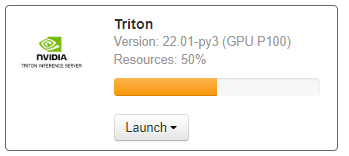 Triton
Version: 22.01-py3 (GPU P100)
Resources: 50%
NVIDIA
TRITON INFERENCE SERVER
Launch